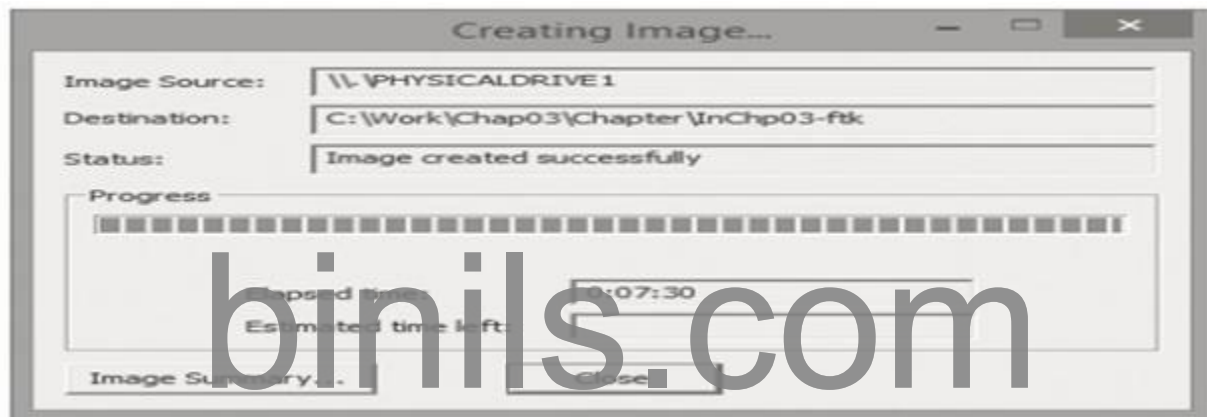 Creating Image...
Image Source: \\.\PHYSICALDRIVE1
Destination: C:\Work\Chap03\Chapter\InChp03-ftk
Status: Image created successfully
Progress
Elapsed time: 0:07:30
Estimated time left:
binils.com
Image Summary... Close